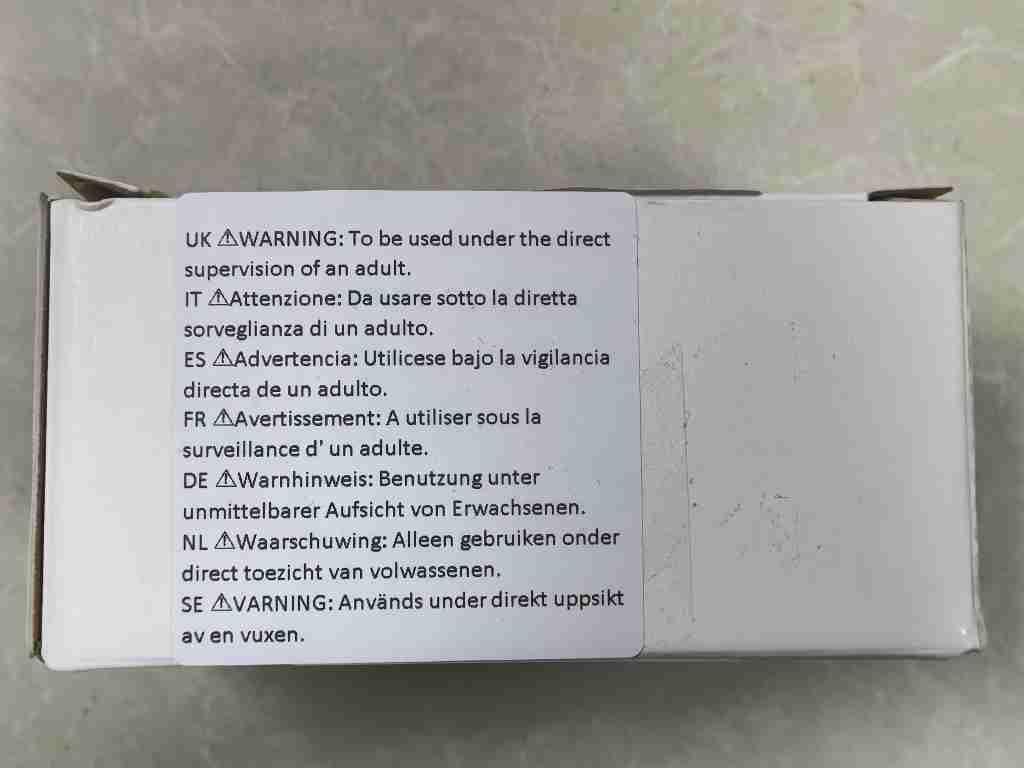 UK ⚠WARNING: To be used under the direct
supervision of an adult.
IT ⚠Attenzione: Da usare sotto la diretta
sorveglianza di un adulto.
ES ⚠Advertencia: Utilicese bajo la vigilancia
directa de un adulto.
FR ⚠Avertissement: A utiliser sous la
surveillance d' un adulte.
DE ⚠Warnhinweis: Benutzung unter
unmittelbarer Aufsicht von Erwachsenen.
NL ⚠Waarschuwing: Alleen gebruiken onder
direct toezicht van volwassenen.
SE ⚠VARNING: Används under direkt uppsikt
av en vuxen.